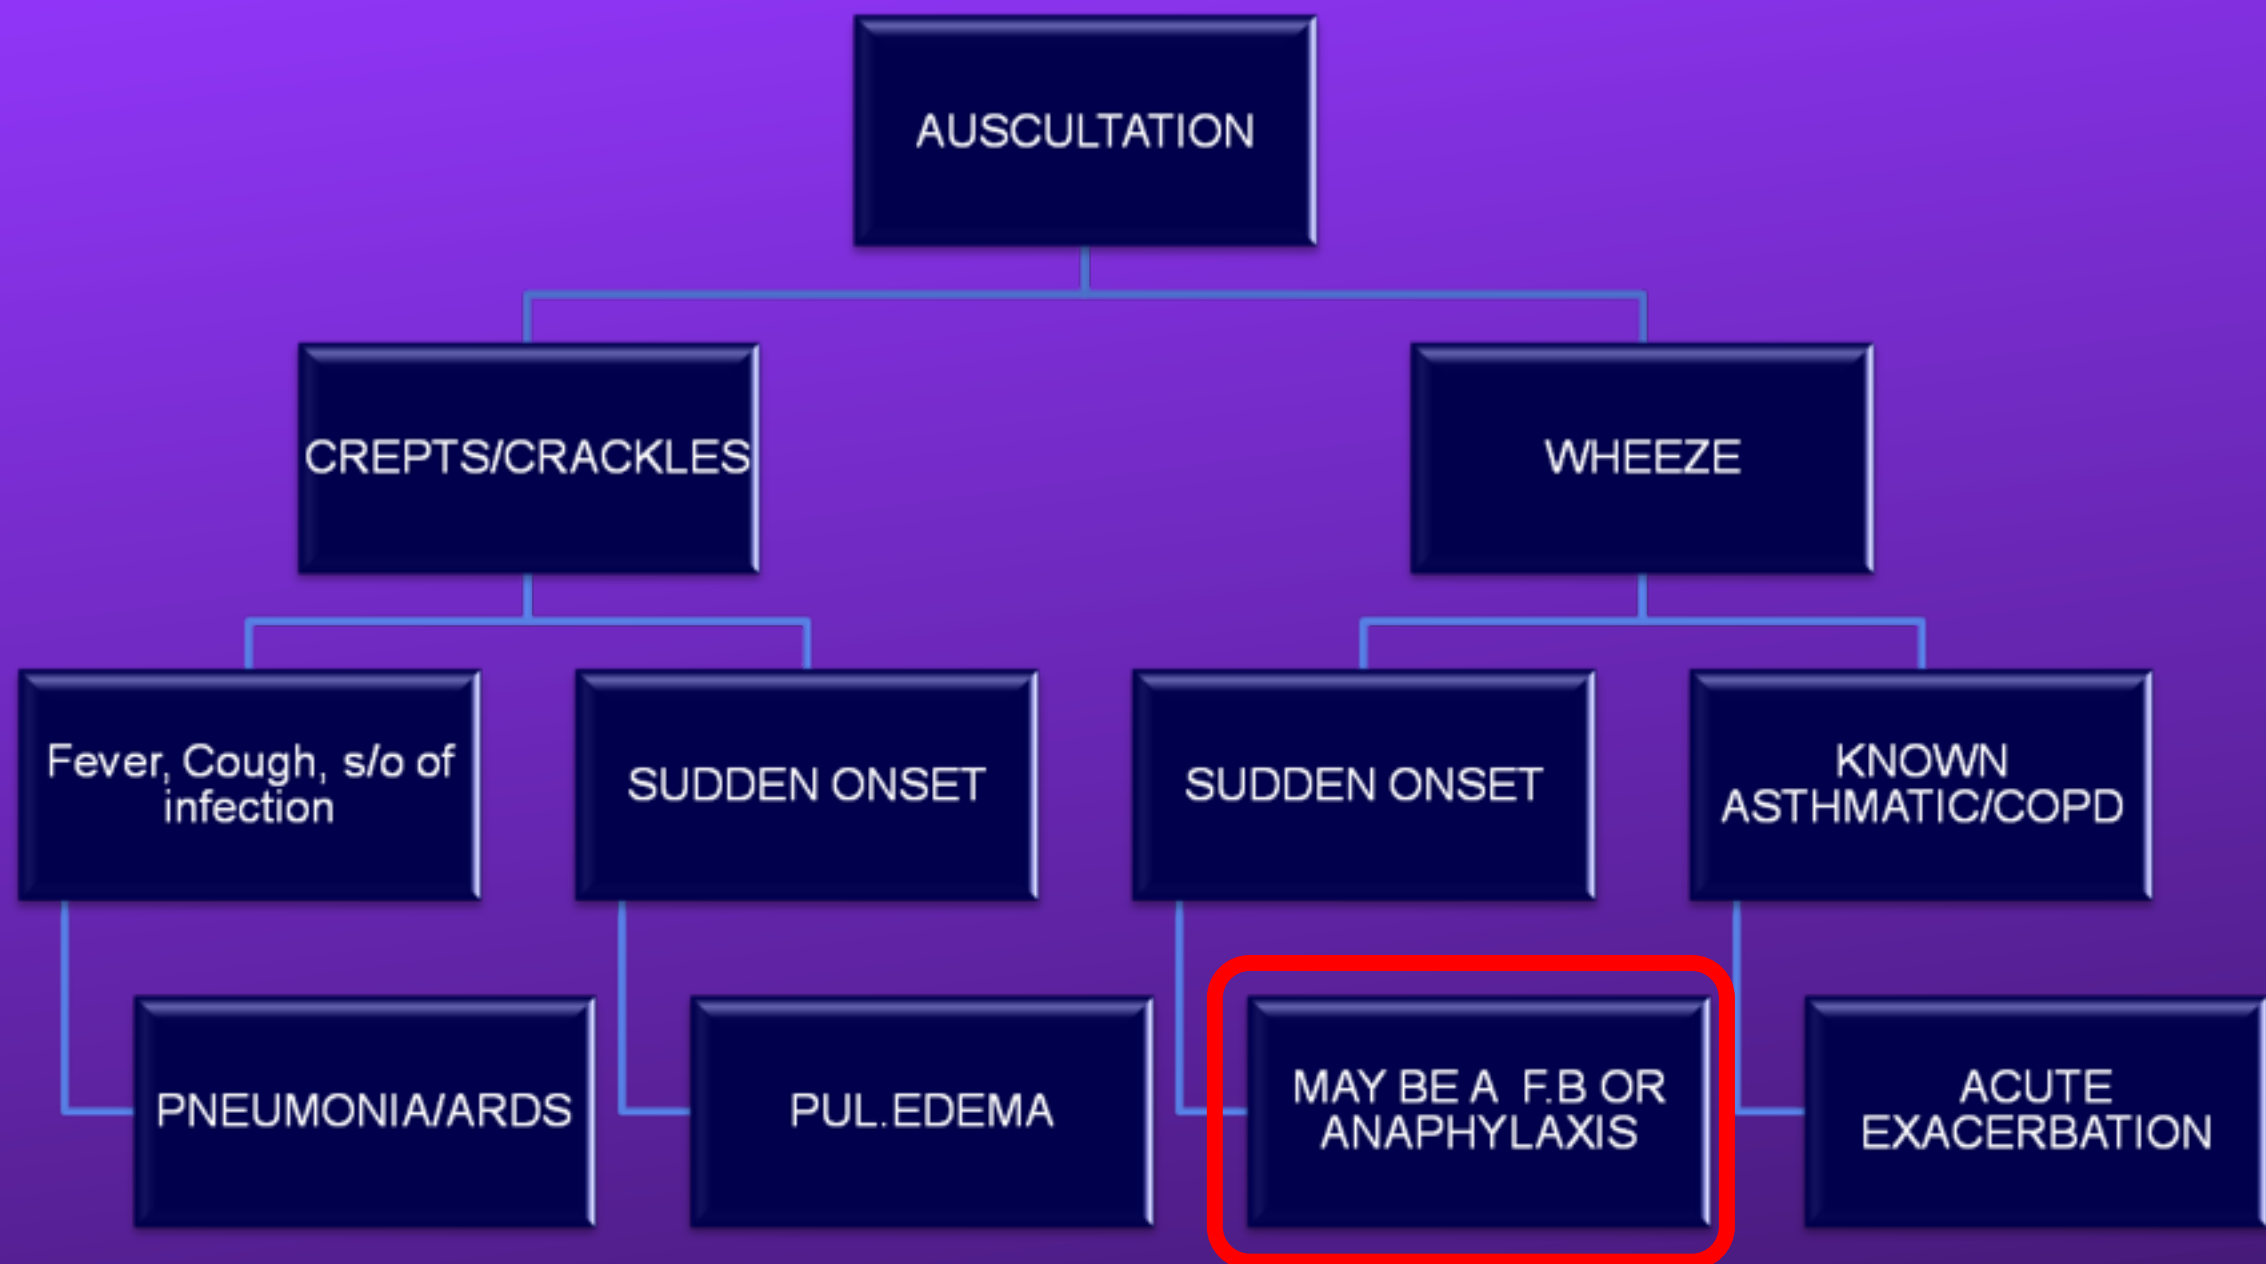 AUSCULTATION
CREPTS/CRACKLES
WHEEZE
Fever, Cough, s/o of
infection
SUDDEN ONSET
SUDDEN ONSET
KNOWN
ASTHMATIC/COPD
PNEUMONIA/ARDS
PUL.EDEMA
MAY BE A F.B OR
ANAPHYLAXIS
ACUTE
EXACERBATION